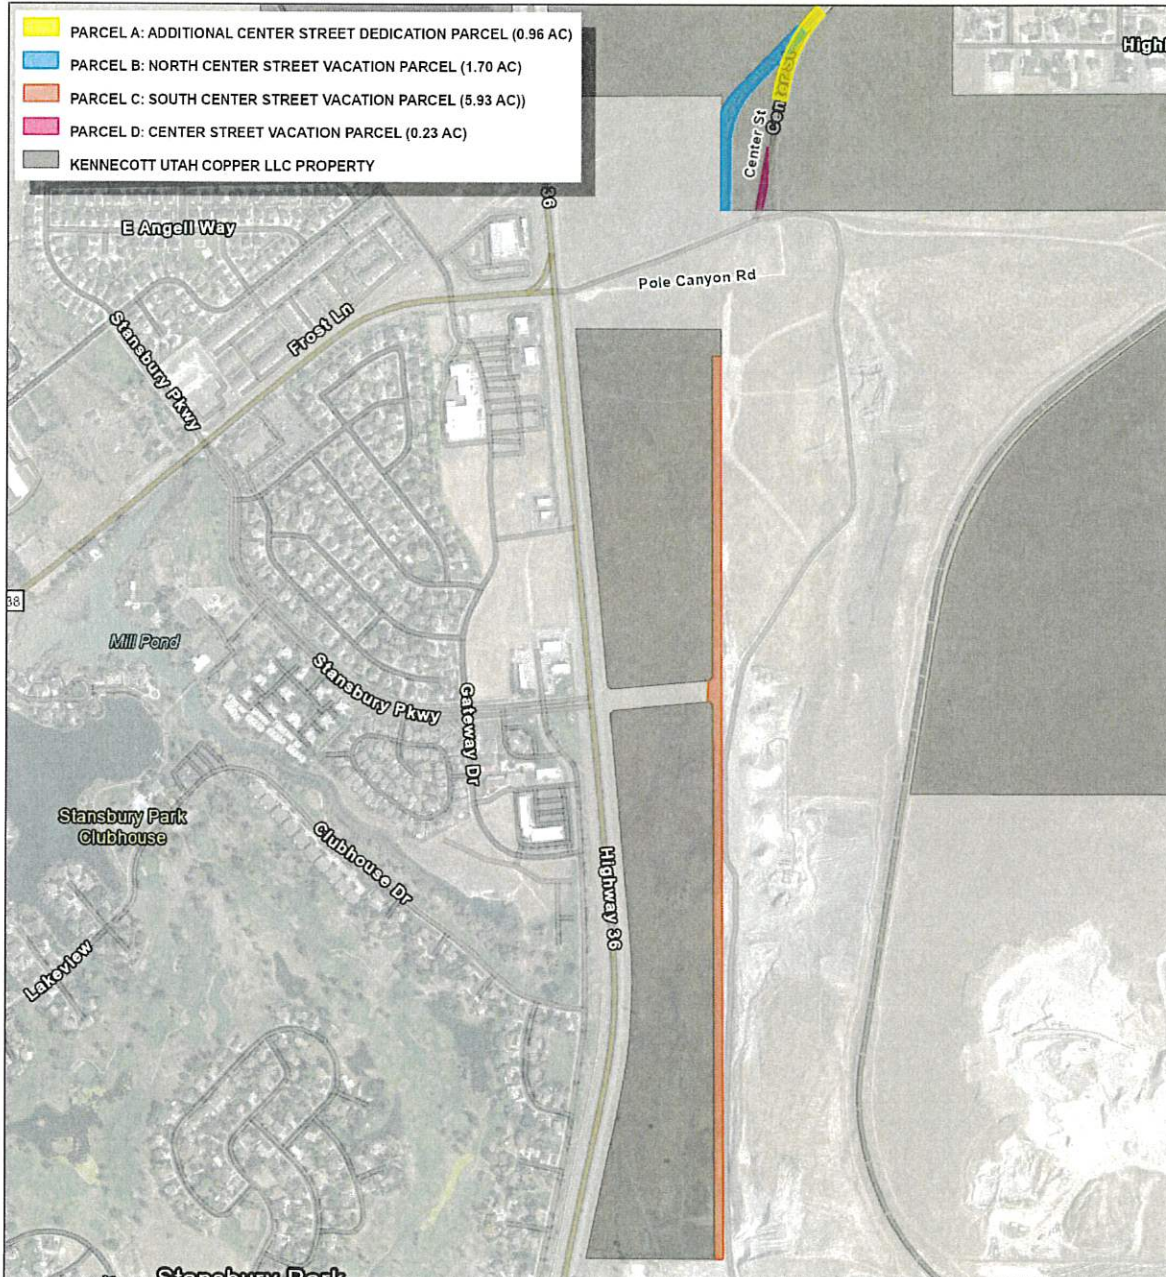 PARCEL A: ADDITIONAL CENTER STREET DEDICATION PARCEL (0.96 AC)
PARCEL B: NORTH CENTER STREET VACATION PARCEL (1.70 AC)
PARCEL C: SOUTH CENTER STREET VACATION PARCEL (5.93 AC))
PARCEL D: CENTER STREET VACATION PARCEL (0.23 AC)
KENNECOTT UTAH COPPER LLC PROPERTY
Highl
Center St
36
E Angell Way
Pole Canyon Rd
Frost Ln
Stansbury Pkwy
38
Mill Pond
Stansbury Pkwy
Gateway Dr
Stansbury Park
Clubhouse
Clubhouse Dr
Highway 36
Lakeview
Stansbury Park